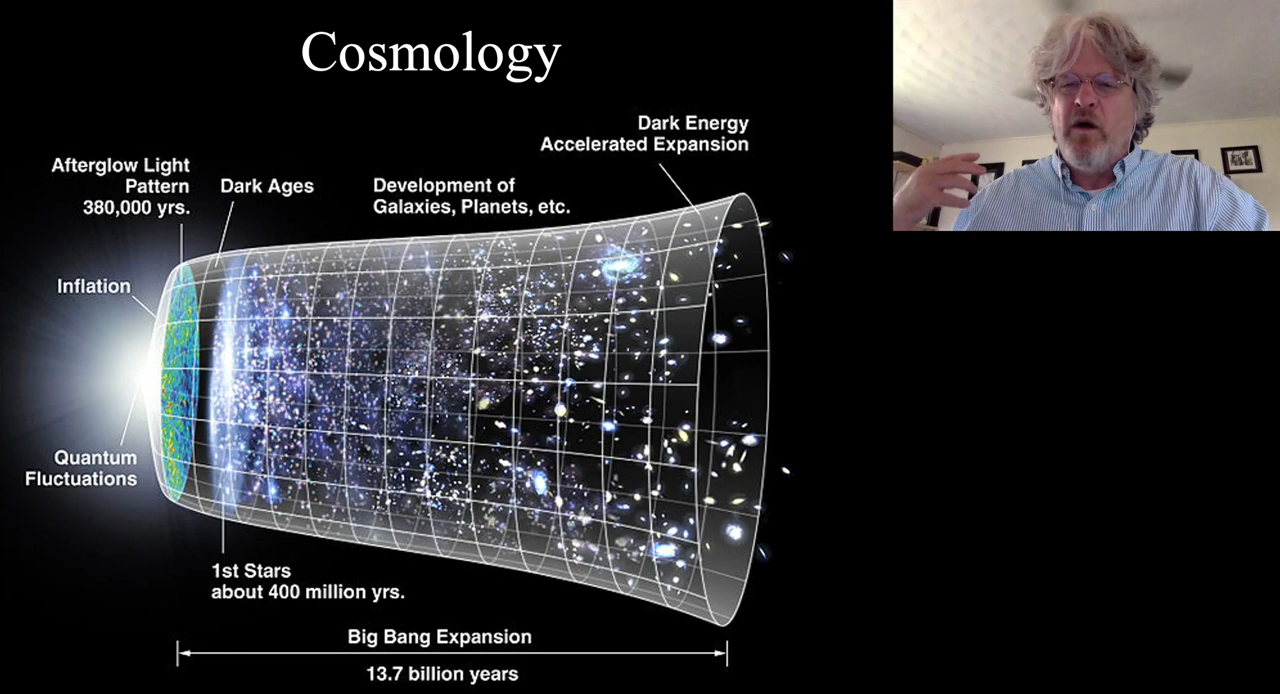 Cosmology
Dark Energy
Accelerated Expansion
Afterglow Light
Pattern
380,000 yrs.
Dark Ages
Development of
Galaxies, Planets, etc.
Inflation
Quantum
Fluctuations
1st Stars
about 400 million yrs.
Big Bang Expansion
13.7 billion years